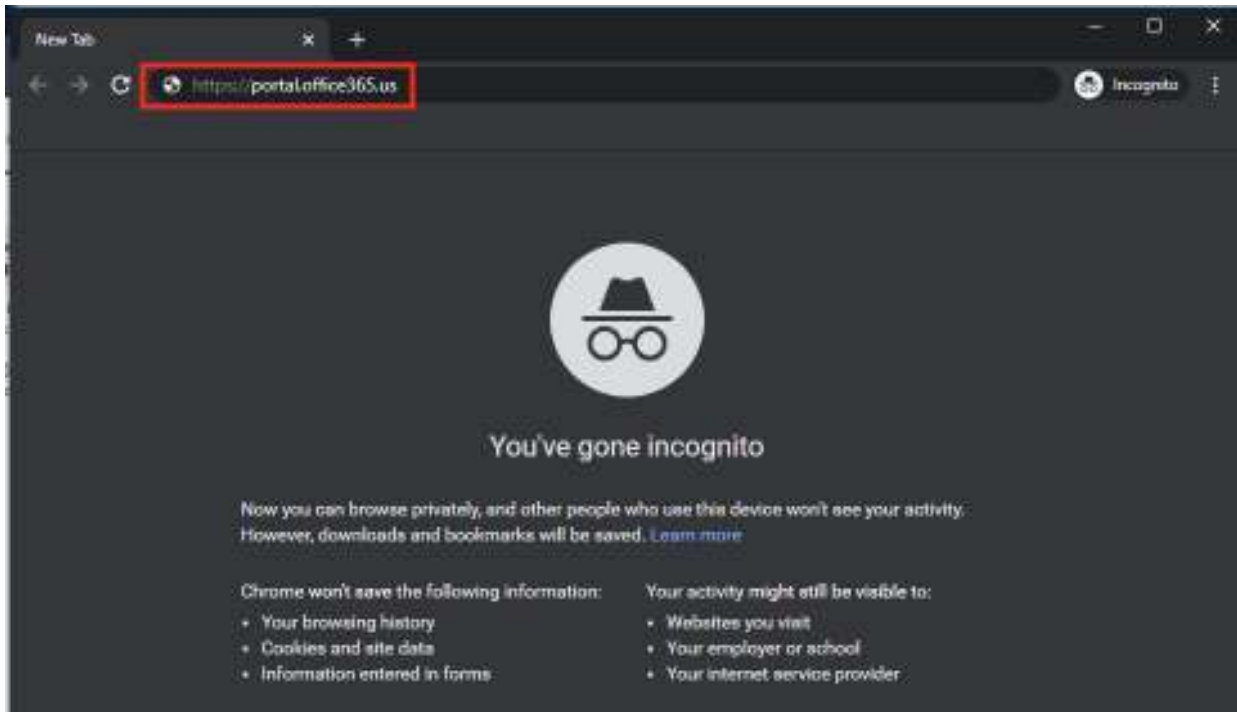 New Tab
https://portal.office365.us
Incognito
You've gone incognito
Now you can browse privately, and other people who use this device won't see your activity.
However, downloads and bookmarks will be saved. Learn more
Chrome won't save the following information:
• Your browsing history
• Cookies and site data
• Information entered in forms
Your activity might still be visible to:
• Websites you visit
• Your employer or school
• Your internet service provider